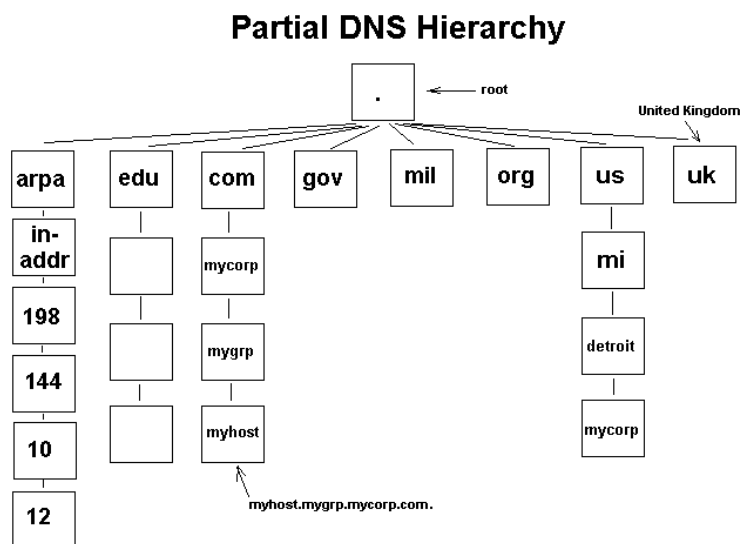 Partial DNS Hierarchy
.
root
United Kingdom
arpa
edu
com
gov
mil
org
us
uk
in-
addr
mycorp
mi
198
mygrp
detroit
144
myhost
mycorp
10
myhost.mygrp.mycorp.com.
12